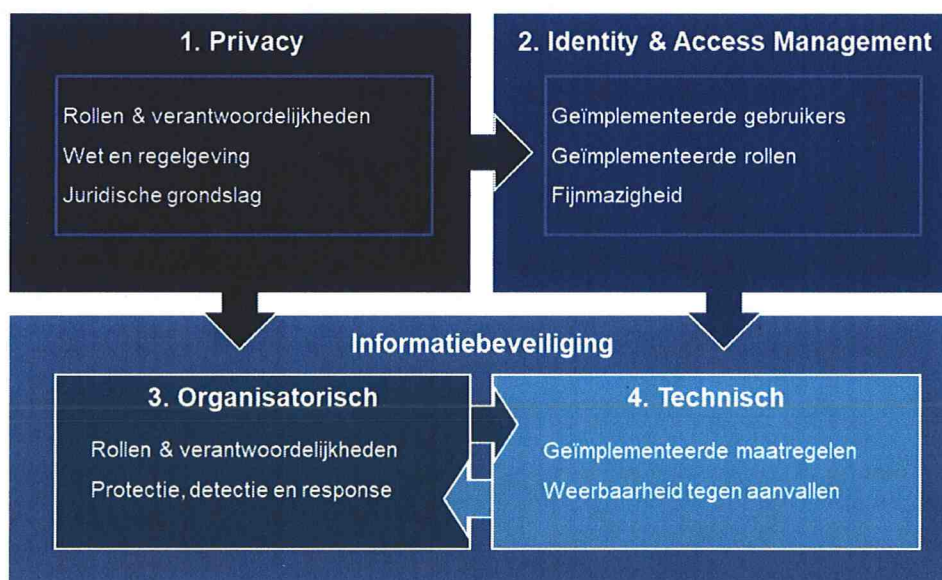 1. Privacy
Rollen & verantwoordelijkheden
Wet en regelgeving
Juridische grondslag
2. Identity & Access Management
Geïmplementeerde gebruikers
Geïmplementeerde rollen
Fijnmazigheid
Informatiebeveiliging
3. Organisatorisch
Rollen & verantwoordelijkheden
Protectie, detectie en response
4. Technisch
Geïmplementeerde maatregelen
Weerbaarheid tegen aanvallen